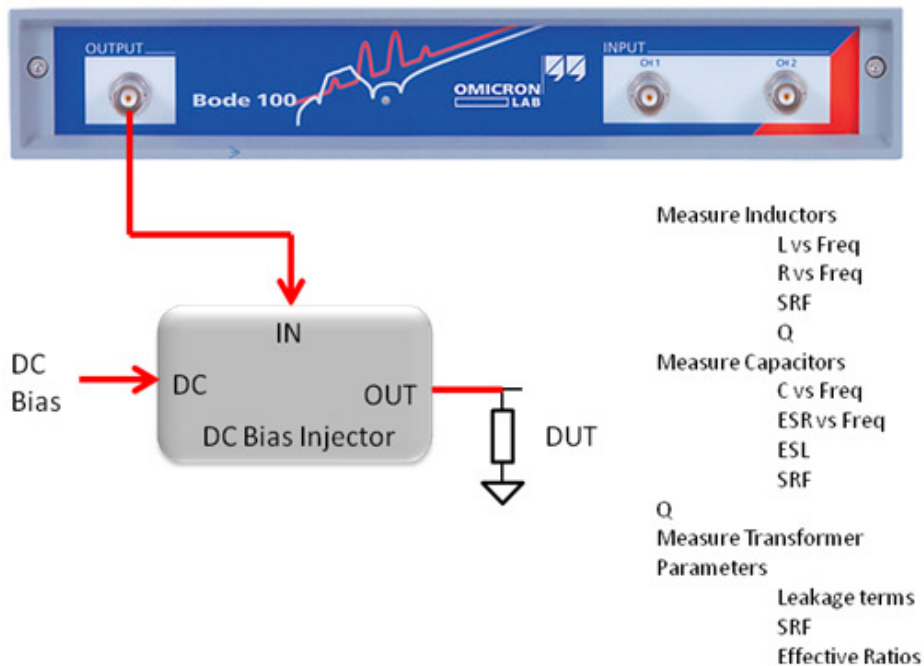 OUTPUT
INPUT
CH 1
CH 2
Bode 100
OMICRON
LAB
DC
Bias
IN
DC
OUT
DC Bias Injector
DUT
Measure Inductors
L vs Freq
R vs Freq
SRF
Q
Measure Capacitors
C vs Freq
ESR vs Freq
ESL
SRF
Q
Measure Transformer
Parameters
Leakage terms
SRF
Effective Ratios